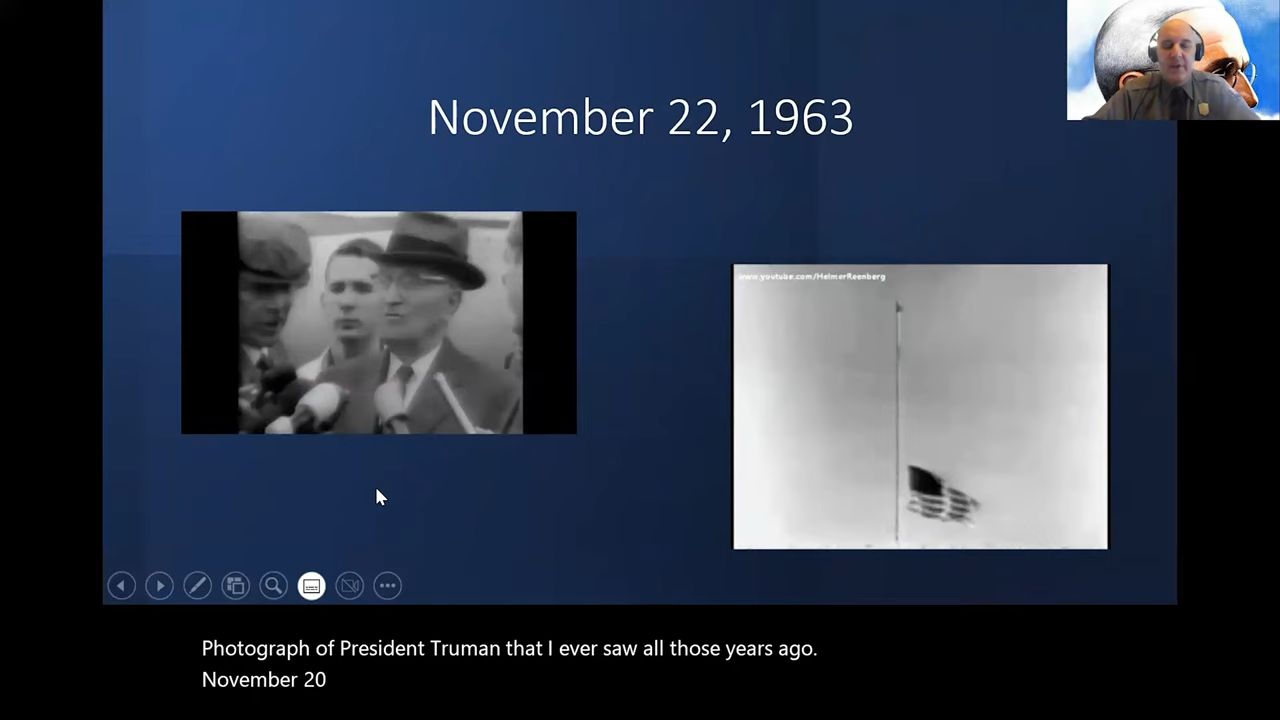 November 22, 1963
www.youtube.com/HelmerReenberg
Photograph of President Truman that I ever saw all those years ago.
November 20